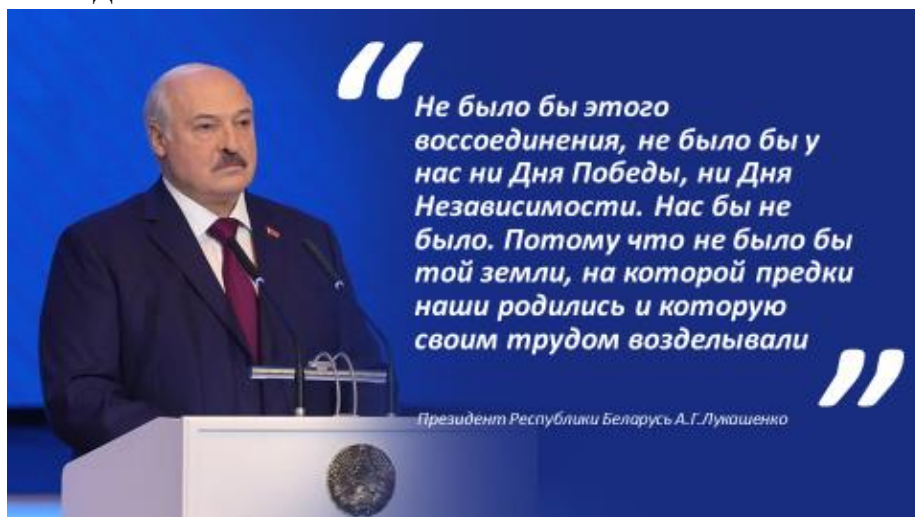 “
Не было бы этого
воссоединения, не было бы у
нас ни Дня Победы, ни Дня
Независимости. Нас бы не
было. Потому что не было бы
той земли, на которой предки
наши родились и которую
своим трудом возделывали
”
Президент Республики Беларусь А.Г.Лукашенко